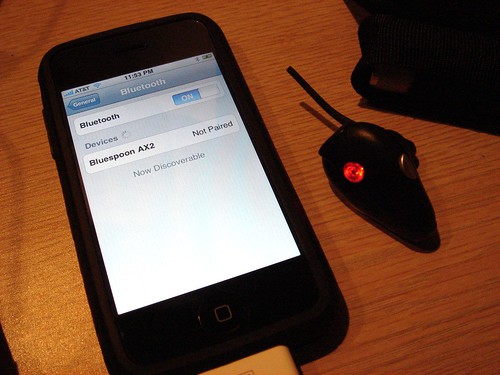 AT&T 11:53 PM
General Bluetooth
Bluetooth ON
Devices
Bluespoon AX2 Not Paired
Now Discoverable